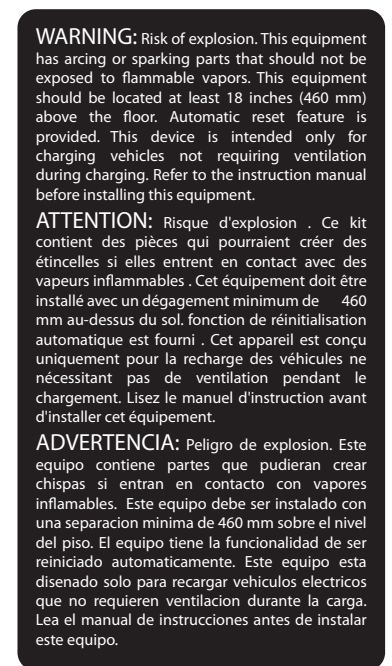 WARNING: Risk of explosion. This equipment
has arcing or sparking parts that should not be
exposed to flammable vapors. This equipment
should be located at least 18 inches (460 mm)
above the floor. Automatic reset feature is
provided. This device is intended only for
charging vehicles not requiring ventilation
during charging. Refer to the instruction manual
before installing this equipment.
ATTENTION: Risque d'explosion . Ce kit
contient des pièces qui pourraient créer des
étincelles si elles entrent en contact avec des
vapeurs inflammables . Cet équipement doit être
installé avec un dégagement minimum de 460
mm au-dessus du sol. fonction de réinitialisation
automatique est fourni . Cet appareil est conçu
uniquement pour la recharge des véhicules ne
nécessitant pas de ventilation pendant le
chargement. Lisez le manuel d'instruction avant
d'installer cet équipement.
ADVERTENCIA: Peligro de explosion. Este
equipo contiene partes que pudieran crear
chispas si entran en contacto con vapores
inflamables. Este equipo debe ser instalado con
una separacion minima de 460 mm sobre el nivel
del piso. El equipo tiene la funcionalidad de ser
reiniciado automaticamente. Este equipo esta
disenado solo para recargar vehiculos electricos
que no requieren ventilacion durante la carga.
Lea el manual de instrucciones antes de instalar
este equipo.